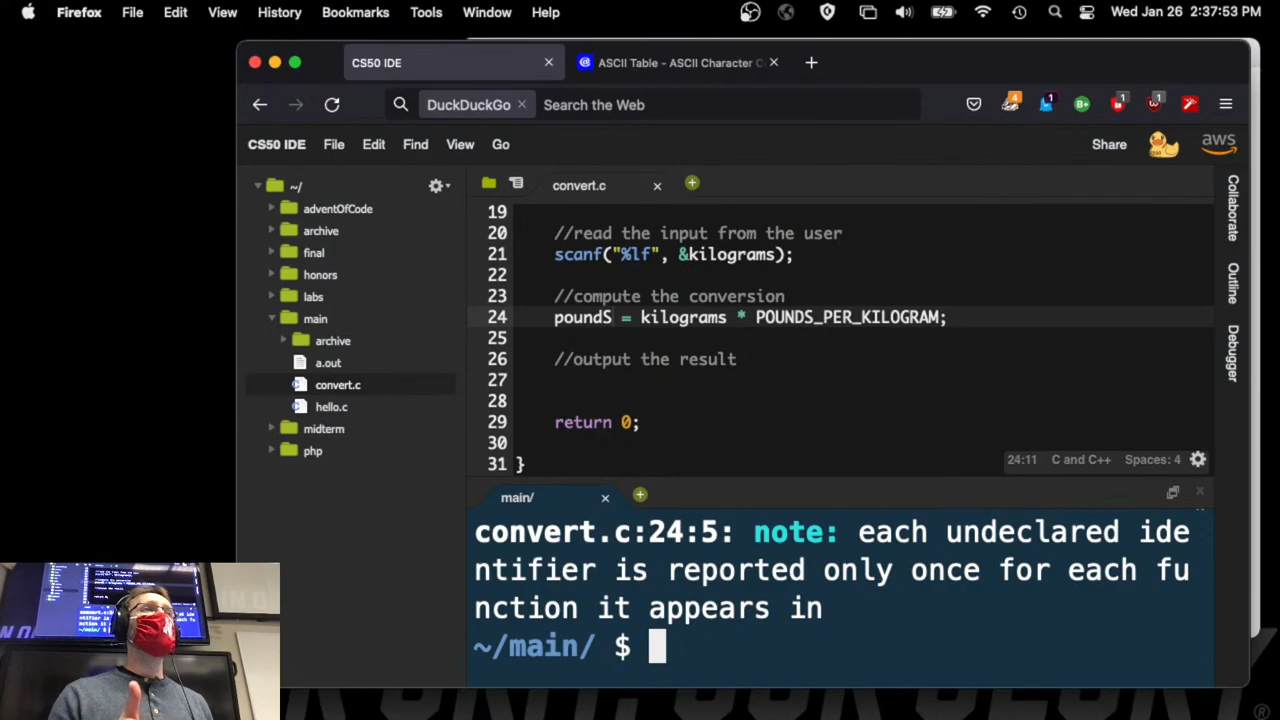 Firefox File Edit View History Bookmarks Tools Window Help Wed Jan 26 2:37:53 PM
CS50 IDE ASCII Table - ASCII Character C
DuckDuckGo Search the Web 4 1 B+ 1 1
CS50 IDE File Edit Find View Go Share aws
~/ convert.c
adventOfCode
archive
final
honors
labs
main
archive
a.out
convert.c
hello.c
midterm
php
19
20 //read the input from the user
21 scanf("%lf", &kilograms);
22
23 //compute the conversion
24 poundS = kilograms * POUNDS_PER_KILOGRAM;
25
26 //output the result
27
28
29 return 0;
30
31 }
24:11 C and C++ Spaces: 4
Collaborate
Outline
Debugger
main/
convert.c:24:5: note: each undeclared ide
ntifier is reported only once for each fu
nction it appears in
~/main/ $